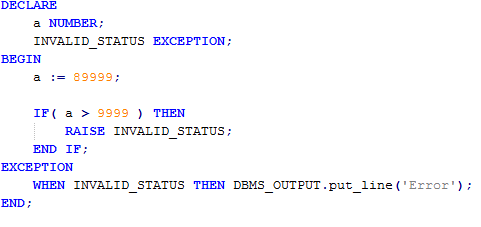 DECLARE
    a NUMBER;
    INVALID_STATUS EXCEPTION;
BEGIN
    a := 89999;

    IF( a > 9999 ) THEN
        RAISE INVALID_STATUS;
    END IF;
EXCEPTION
    WHEN INVALID_STATUS THEN DBMS_OUTPUT.put_line('Error');
END;